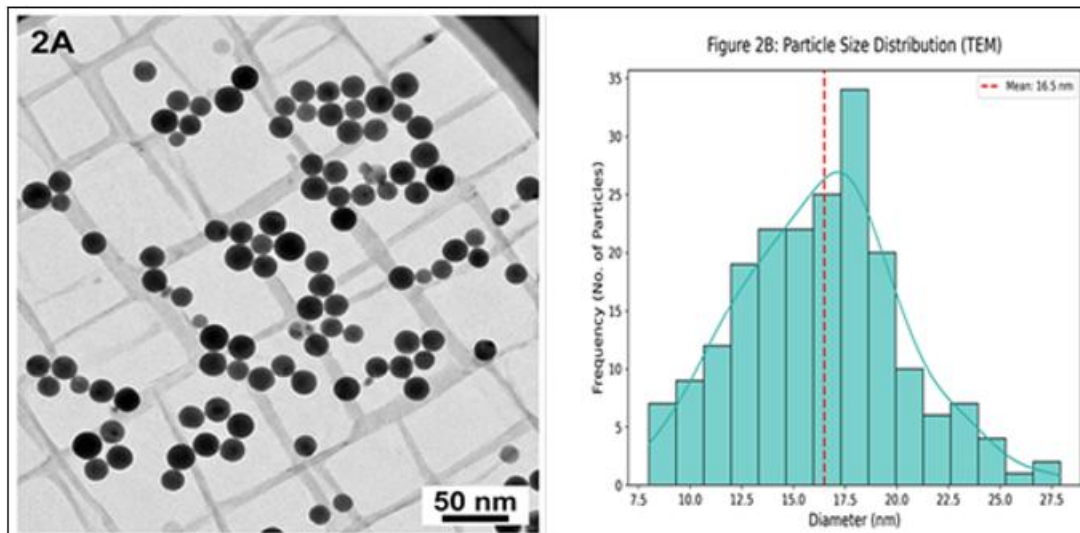 2A
50 nm
Figure 2B: Particle Size Distribution (TEM)
Mean: 16.5 nm
Frequency (No. of Particles)
35
30
25
20
15
10
5
0
7.5 10.0 12.5 15.0 17.5 20.0 22.5 25.0 27.5
Diameter (nm)